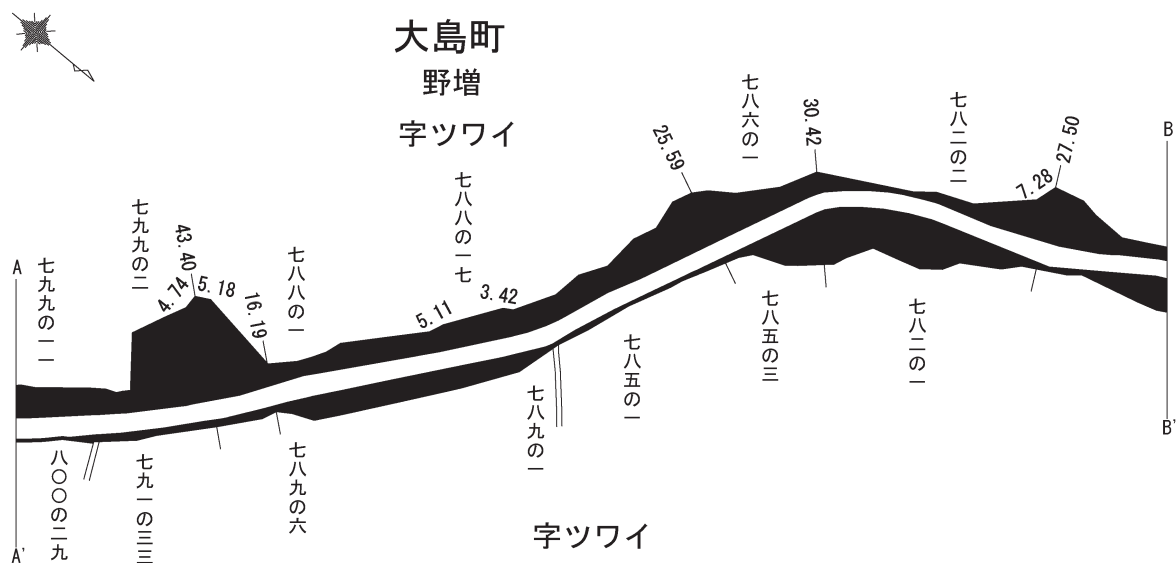 大島町
野増
字ツワイ
A
七九九の一一
七九九の二
43.40
4.74
5.18
16.19
七八八の一
七八八の一七
5.11
3.42
25.59
七八六の一
30.42
七八二の二
7.28
27.50
B
八〇〇の二九
七九一の三三
七八九の六
七八九の一
七八五の一
七八五の三
七八二の一
字ツワイ
A'
B'